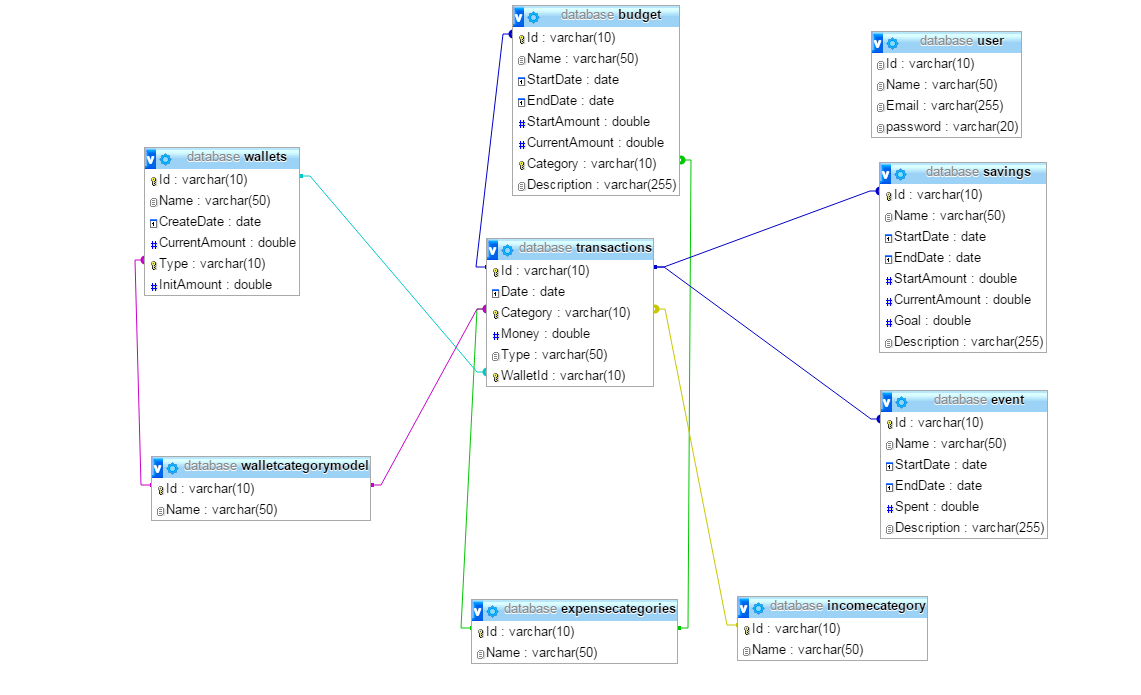 database budget
Id : varchar(10)
Name : varchar(50)
StartDate : date
EndDate : date
StartAmount : double
CurrentAmount : double
Category : varchar(10)
Description : varchar(255)
database user
Id : varchar(10)
Name : varchar(50)
Email : varchar(255)
password : varchar(20)
database wallets
Id : varchar(10)
Name : varchar(50)
CreateDate : date
CurrentAmount : double
Type : varchar(10)
InitAmount : double
database savings
Id : varchar(10)
Name : varchar(50)
StartDate : date
EndDate : date
StartAmount : double
CurrentAmount : double
Goal : double
Description : varchar(255)
database transactions
Id : varchar(10)
Date : date
Category : varchar(10)
Money : double
Type : varchar(50)
WalletId : varchar(10)
database event
Id : varchar(10)
Name : varchar(50)
StartDate : date
EndDate : date
Spent : double
Description : varchar(255)
database walletcategorymodel
Id : varchar(10)
Name : varchar(50)
database expensecategories
Id : varchar(10)
Name : varchar(50)
database incomecategory
Id : varchar(10)
Name : varchar(50)